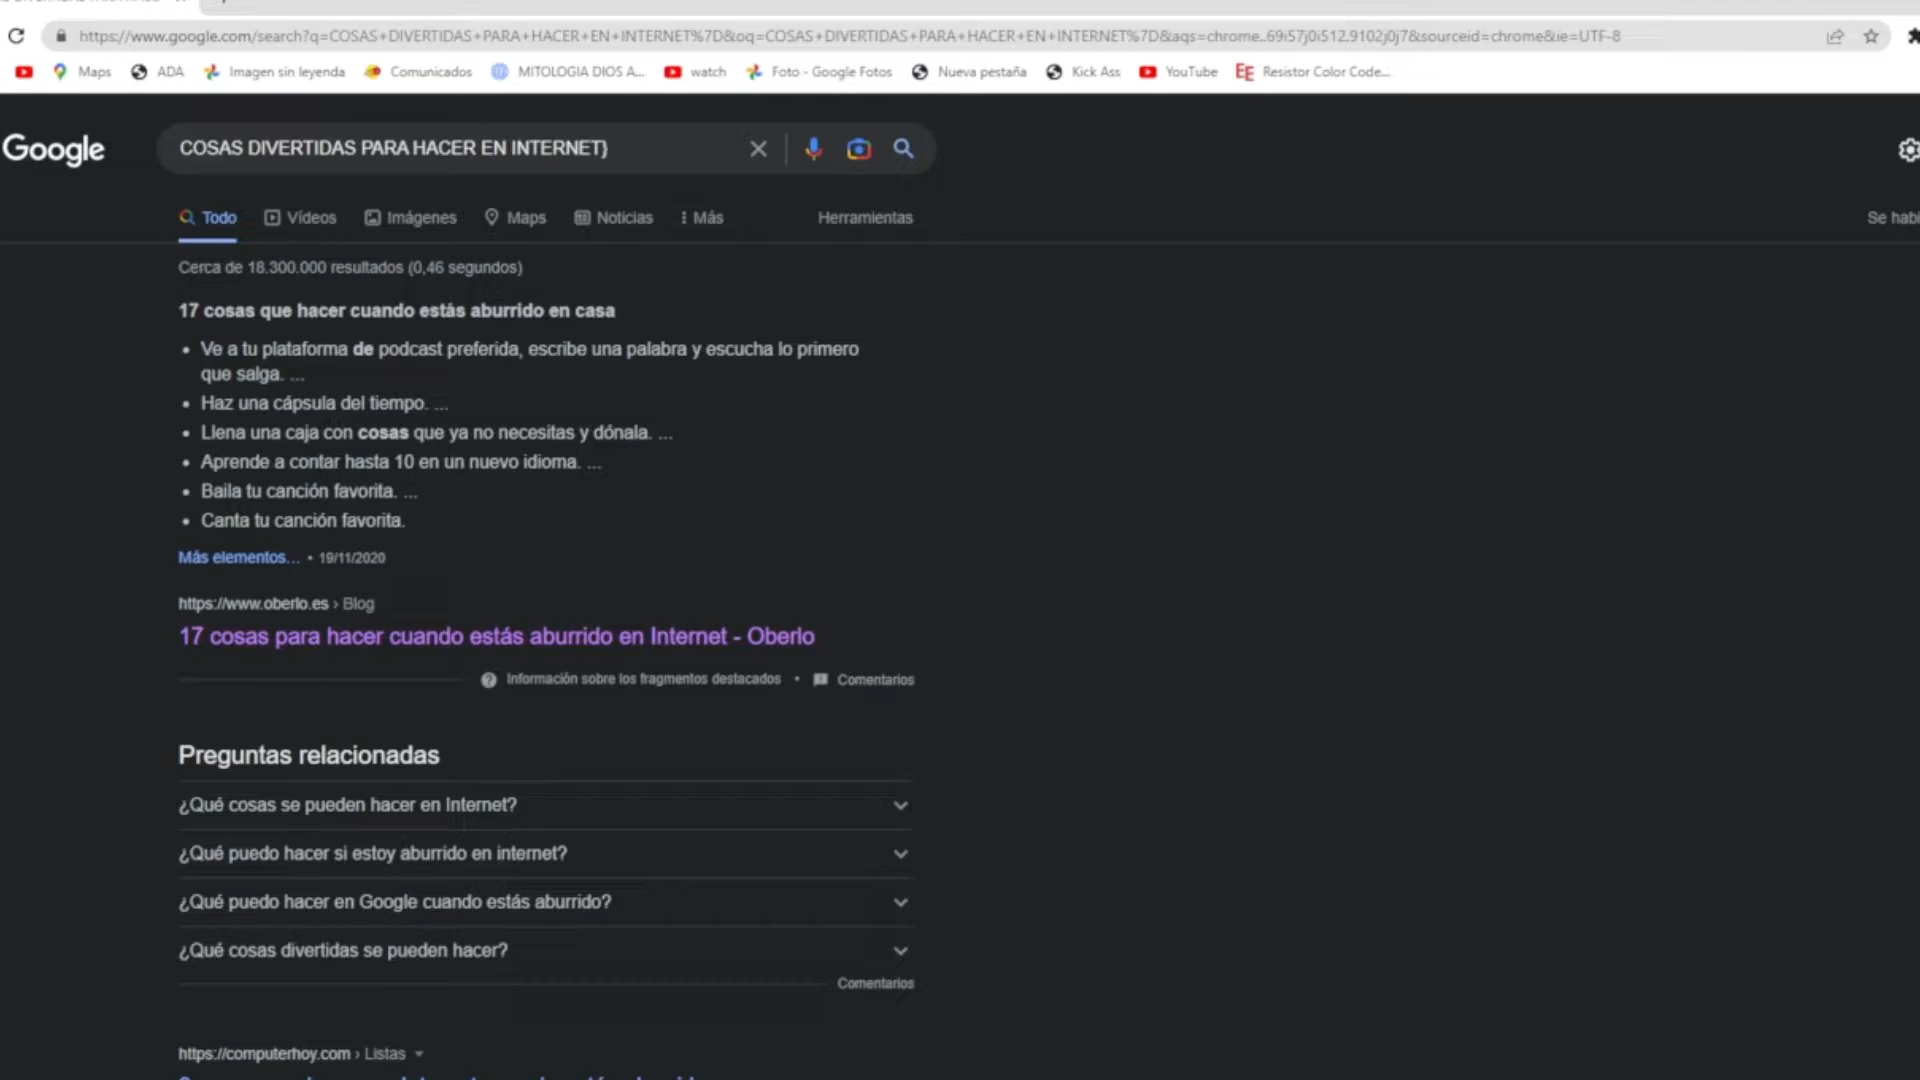 https://www.google.com/search?q=COSAS+DIVERTIDAS+PARA+HACER+EN+INTERNET%7D&oq=COSAS+DIVERTIDAS+PARA+HACER+EN+INTERNET%7D&aqs=chrome..69i57j0i512.9102j0j7&sourceid=chrome&ie=UTF-8
Maps ADA Imagen sin leyenda Comunicados MITOLOGIA DIOS A... watch Foto - Google Fotos Nueva pestaña Kick Ass YouTube EE Resistor Color Code...
Google COSAS DIVERTIDAS PARA HACER EN INTERNET}
Todo Vídeos Imágenes Maps Noticias Más Herramientas Se habi
Cerca de 18.300.000 resultados (0,46 segundos)
17 cosas que hacer cuando estás aburrido en casa
• Ve a tu plataforma de podcast preferida, escribe una palabra y escucha lo primero
que salga. ...
• Haz una cápsula del tiempo. ...
• Llena una caja con cosas que ya no necesitas y dónala. ...
• Aprende a contar hasta 10 en un nuevo idioma. ...
• Baila tu canción favorita. ...
• Canta tu canción favorita.
Más elementos... • 19/11/2020
https://www.oberlo.es › Blog
17 cosas para hacer cuando estás aburrido en Internet - Oberlo
Información sobre los fragmentos destacados • Comentarios
Preguntas relacionadas
¿Qué cosas se pueden hacer en Internet?
¿Qué puedo hacer si estoy aburrido en internet?
¿Qué puedo hacer en Google cuando estás aburrido?
¿Qué cosas divertidas se pueden hacer?
Comentarios
https://computerhoy.com › Listas